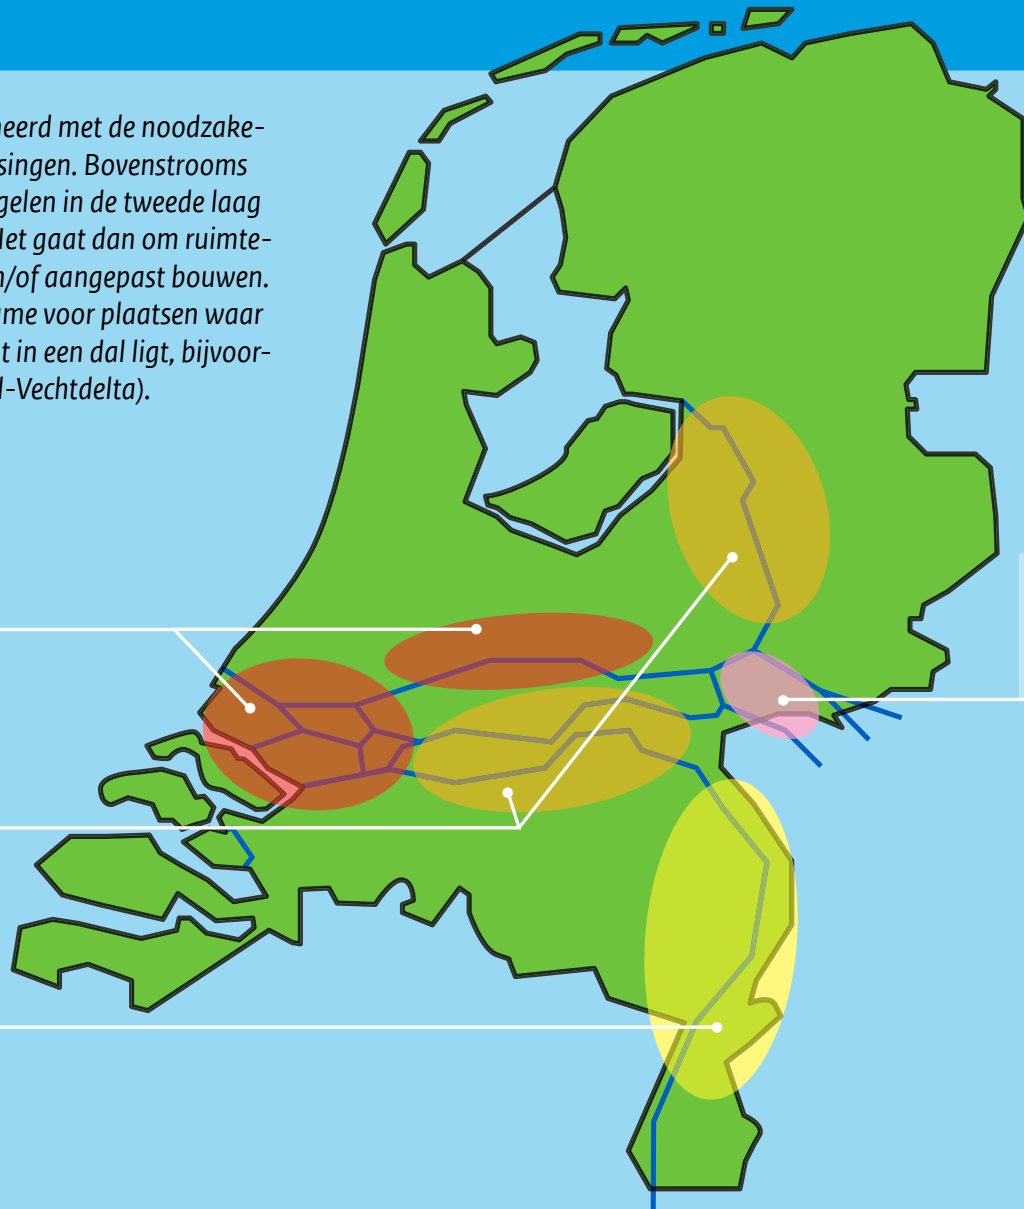 eerd met de noodzake-
singen. Bovenstrooms
gelen in de tweede laag
et gaat dan om ruimte-
/of aangepast bouwen.
me voor plaatsen waar
t in een dal ligt, bijvoor-
-Vechtdelta).